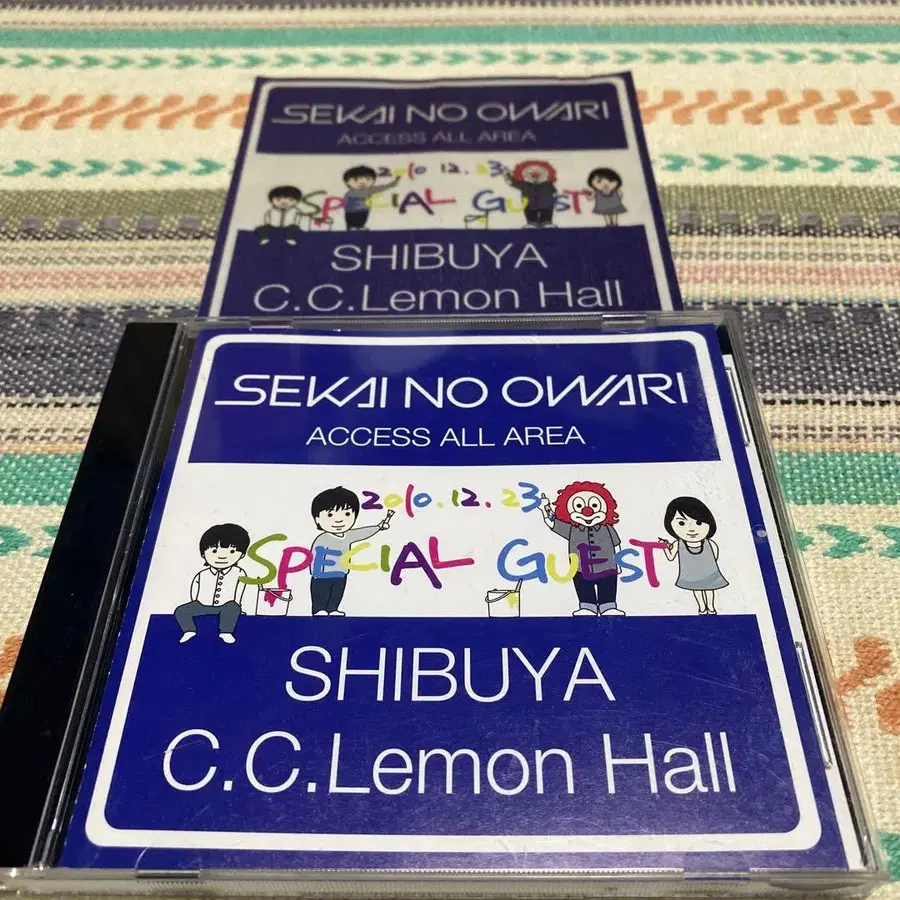 SEKAI NO OWARI
ACCESS ALL AREA
2010.12.23
SPECIAL GUEST
SHIBUYA
C.C.Lemon Hall
SEKAI NO OWARI
ACCESS ALL AREA
2010.12.23
SPECIAL GUEST
SHIBUYA
C.C.Lemon Hall